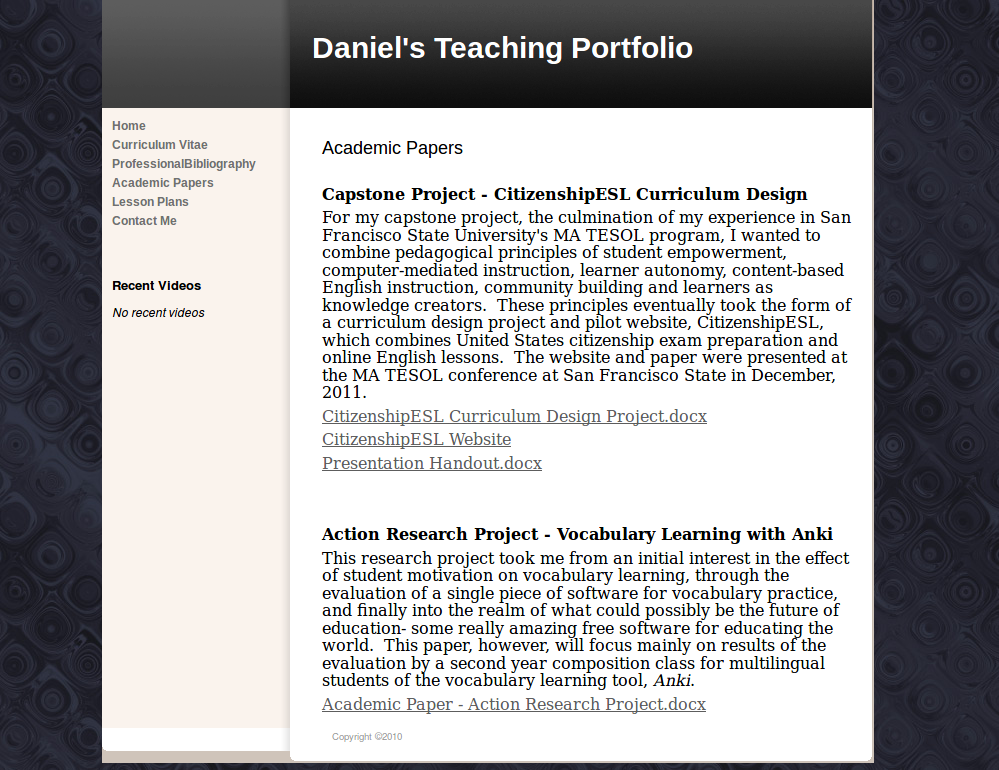 Daniel's Teaching Portfolio
Home
Curriculum Vitae
ProfessionalBibliography
Academic Papers
Lesson Plans
Contact Me
Recent Videos
No recent videos
Academic Papers
Capstone Project - CitizenshipESL Curriculum Design
For my capstone project, the culmination of my experience in San
Francisco State University's MA TESOL program, I wanted to
combine pedagogical principles of student empowerment,
computer-mediated instruction, learner autonomy, content-based
English instruction, community building and learners as
knowledge creators.  These principles eventually took the form of
a curriculum design project and pilot website, CitizenshipESL,
which combines United States citizenship exam preparation and
online English lessons.  The website and paper were presented at
the MA TESOL conference at San Francisco State in December,
2011.
CitizenshipESL Curriculum Design Project.docx
CitizenshipESL Website
Presentation Handout.docx
Action Research Project - Vocabulary Learning with Anki
This research project took me from an initial interest in the effect
of student motivation on vocabulary learning, through the
evaluation of a single piece of software for vocabulary practice,
and finally into the realm of what could possibly be the future of
education- some really amazing free software for educating the
world.  This paper, however, will focus mainly on results of the
evaluation by a second year composition class for multilingual
students of the vocabulary learning tool, Anki.
Academic Paper - Action Research Project.docx
Copyright ©2010